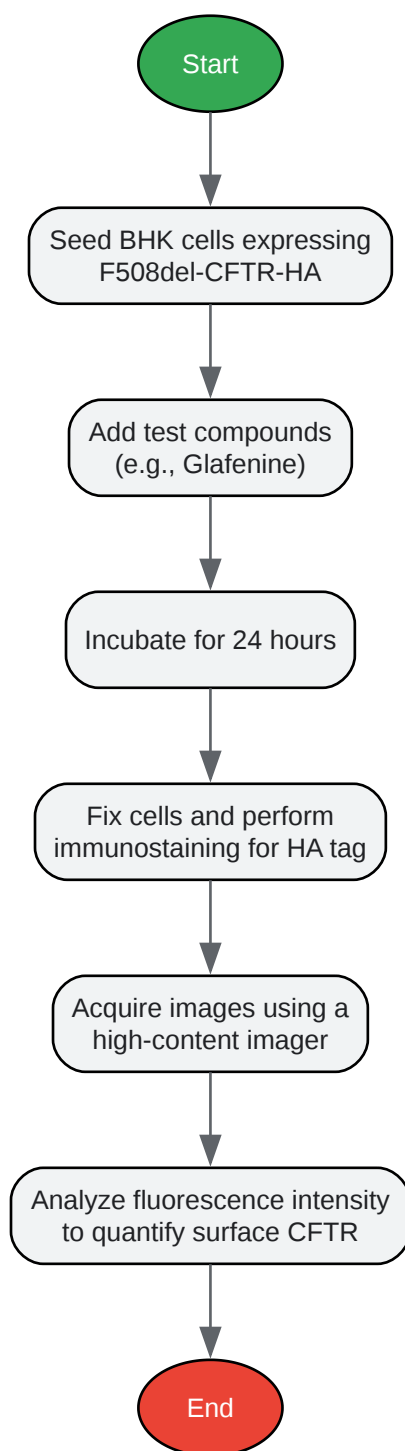 Start
Seed BHK cells expressing
F508del-CFTR-HA
Add test compounds
(e.g., Glafenine)
Incubate for 24 hours
Fix cells and perform
immunostaining for HA tag
Acquire images using a
high-content imager
Analyze fluorescence intensity
to quantify surface CFTR
End